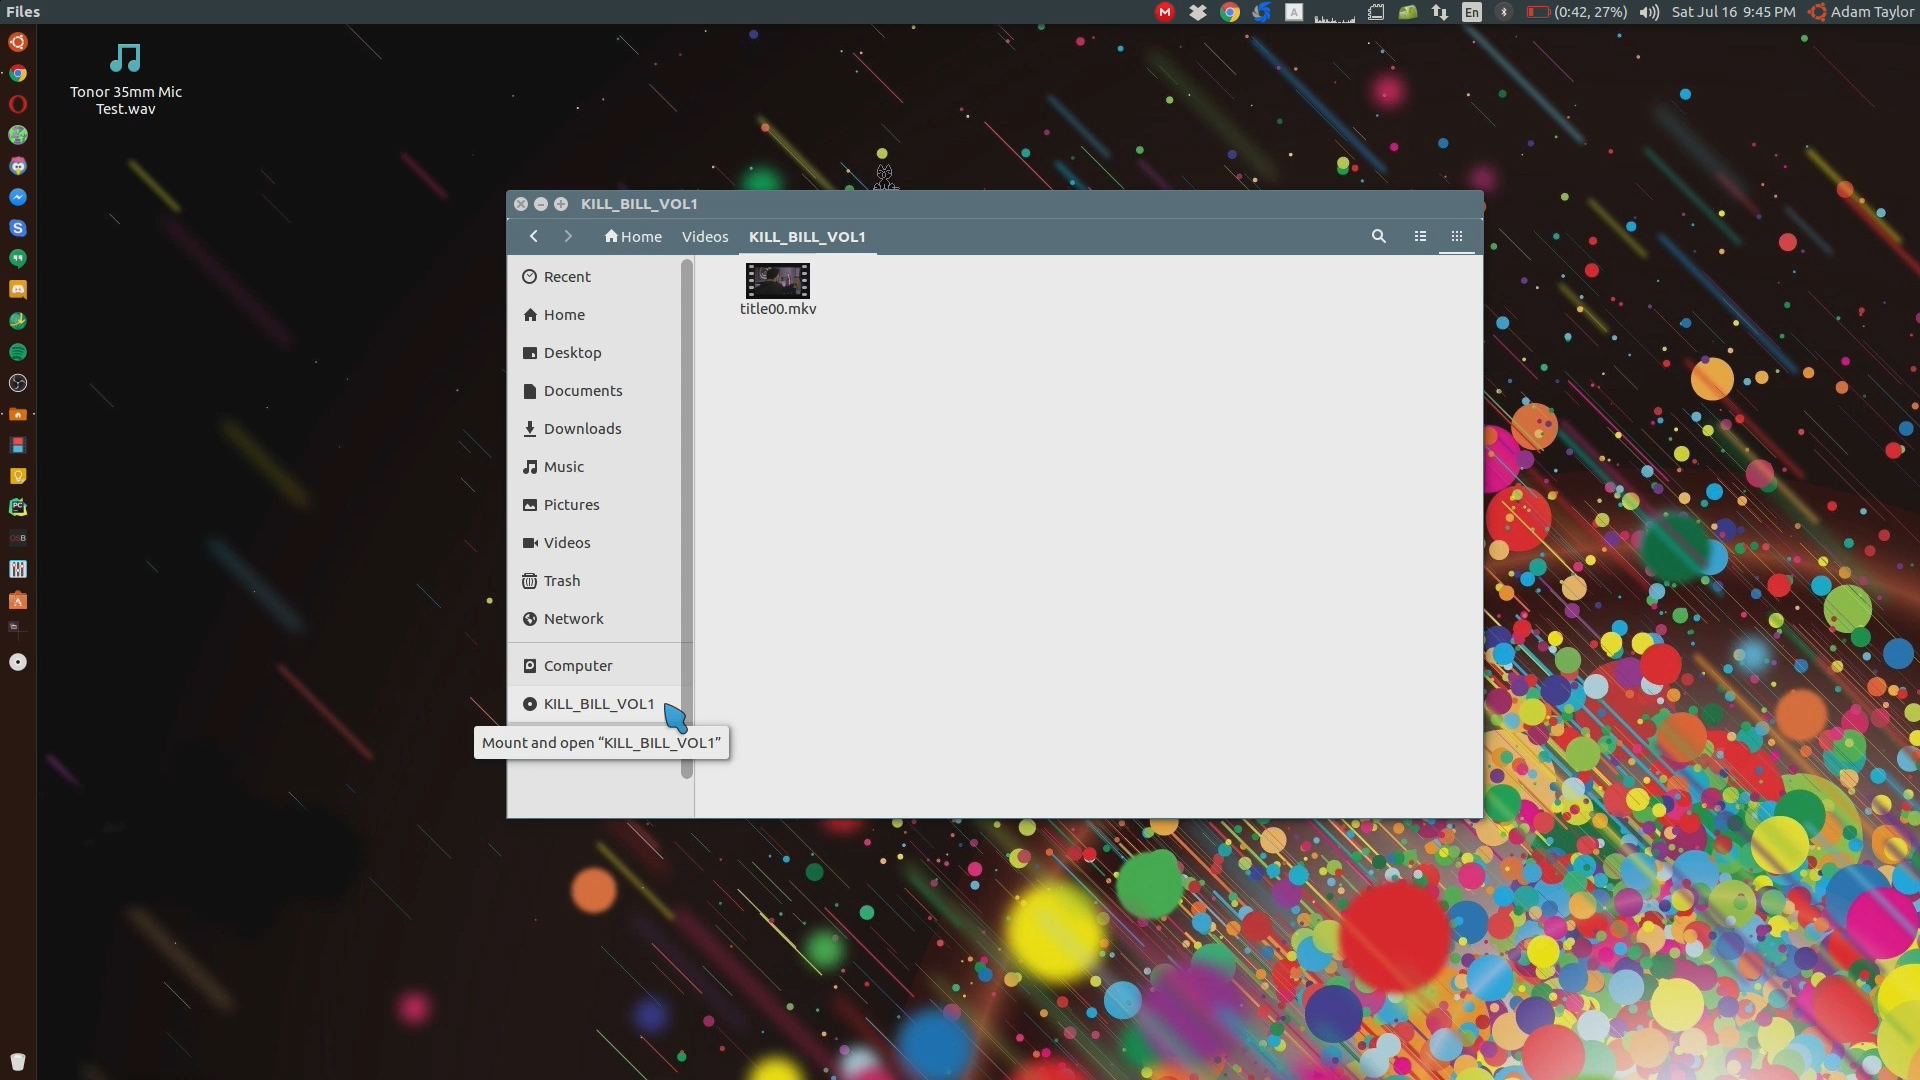 Files
M
A
En
(0:42, 27%)
Sat Jul 16 9:45 PM
Adam Taylor
Tonor 35mm Mic
Test.wav
KILL_BILL_VOL1
Home
Videos
KILL_BILL_VOL1
Recent
Home
Desktop
Documents
Downloads
Music
Pictures
Videos
Trash
Network
Computer
KILL_BILL_VOL1
Mount and open “KILL_BILL_VOL1”
title00.mkv
S
PC
OSB
A